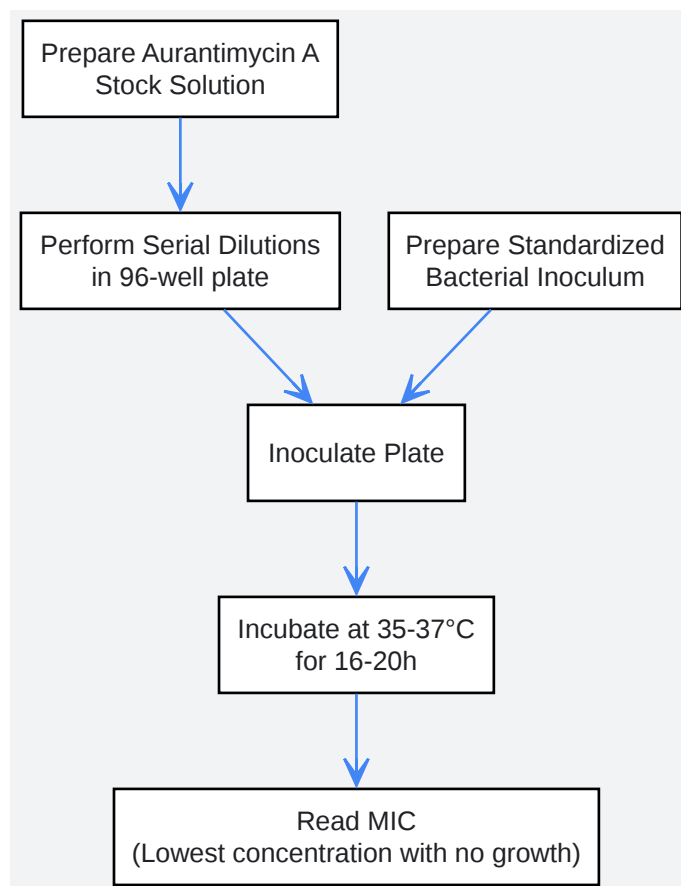 Prepare Aurantimycin A
Stock Solution
Perform Serial Dilutions
in 96-well plate
Prepare Standardized
Bacterial Inoculum
Inoculate Plate
Incubate at 35-37°C
for 16-20h
Read MIC
(Lowest concentration with no growth)